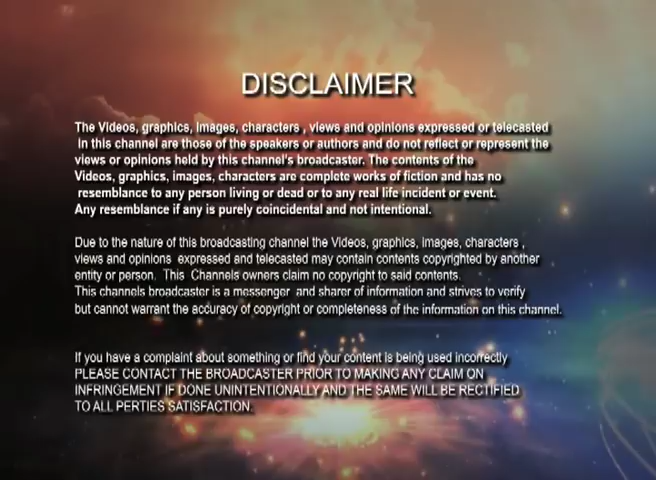 DISCLAIMER
The Videos, graphics, images, characters , views and opinions expressed or telecasted
in this channel are those of the speakers or authors and do not reflect or represent the
views or opinions held by this channel's broadcaster. The contents of the
Videos, graphics, images, characters are complete works of fiction and has no
resemblance to any person living or dead or to any real life incident or event.
Any resemblance if any is purely coincidental and not intentional.
Due to the nature of this broadcasting channel the Videos, graphics, images, characters ,
views and opinions expressed and telecasted may contain contents copyrighted by another
entity or person. This Channels owners claim no copyright to said contents.
This channels broadcaster is a messenger and sharer of information and strives to verify
but cannot warrant the accuracy of copyright or completeness of the information on this channel.
If you have a complaint about something or find your content is being used incorrectly
PLEASE CONTACT THE BROADCASTER PRIOR TO MAKING ANY CLAIM ON
INFRINGEMENT IF DONE UNINTENTIONALLY AND THE SAME WILL BE RECTIFIED
TO ALL PERTIES SATISFACTION.